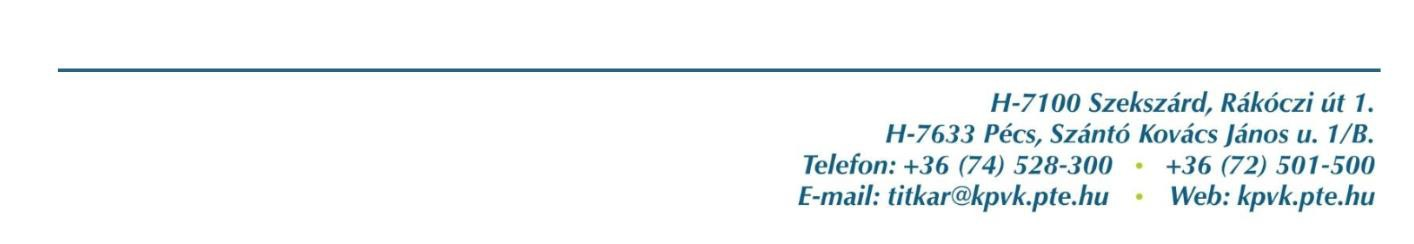 H-7100 Szekszárd, Rákóczi út 1.
H-7633 Pécs, Szántó Kovács János u. 1/B.
Telefon: +36 (74) 528-300 • +36 (72) 501-500
E-mail: titkar@kpvk.pte.hu • Web: kpvk.pte.hu